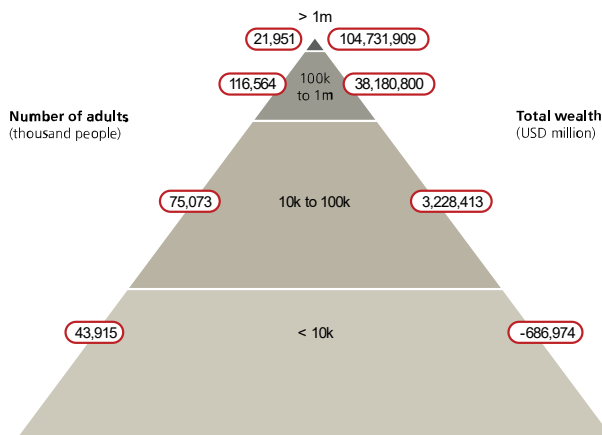 > 1m
21,951
104,731,909
116,564
100k
to 1m
38,180,800
Number of adults
(thousand people)
Total wealth
(USD million)
75,073
10k to 100k
3,228,413
43,915
< 10k
-686,974